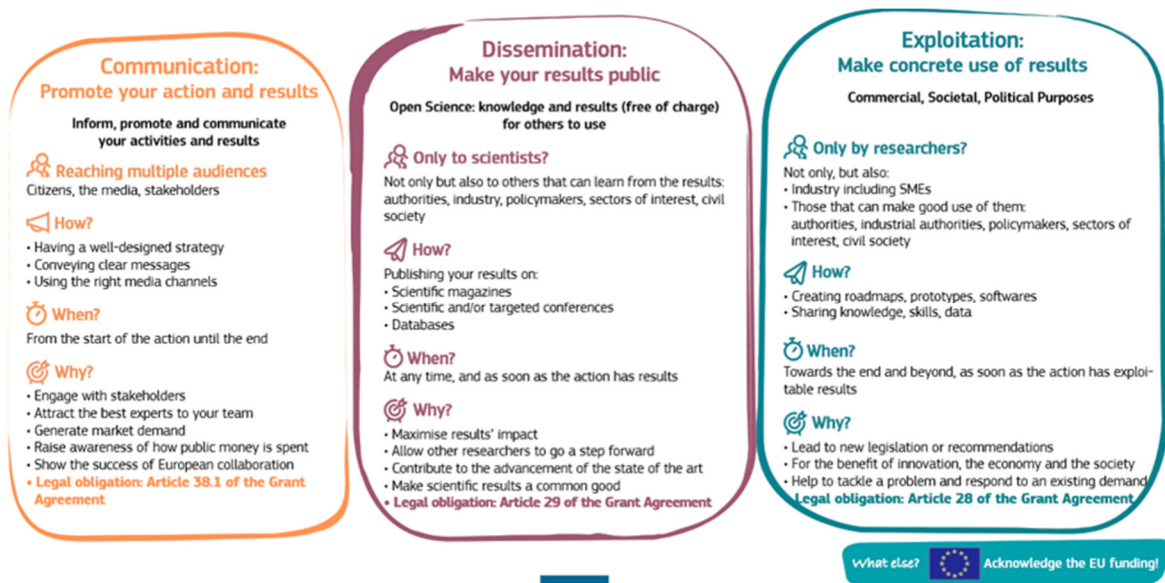 Communication:
Promote your action and results
Inform, promote and communicate
your activities and results
Reaching multiple audiences
Citizens, the media, stakeholders
How?
• Having a well-designed strategy
• Conveying clear messages
• Using the right media channels
When?
From the start of the action until the end
Why?
• Engage with stakeholders
• Attract the best experts to your team
• Generate market demand
• Raise awareness of how public money is spent
• Show the success of European collaboration
• Legal obligation: Article 38.1 of the Grant
Agreement
Dissemination:
Make your results public
Open Science: knowledge and results (free of charge)
for others to use
Only to scientists?
Not only but also to others that can learn from the results:
authorities, industry, policymakers, sectors of interest, civil
society
How?
Publishing your results on:
• Scientific magazines
• Scientific and/or targeted conferences
• Databases
When?
At any time, and as soon as the action has results
Why?
• Maximise results' impact
• Allow other researchers to go a step forward
• Contribute to the advancement of the state of the art
• Make scientific results a common good
• Legal obligation: Article 29 of the Grant Agreement
Exploitation:
Make concrete use of results
Commercial, Societal, Political Purposes
Only by researchers?
Not only, but also:
• Industry including SMEs
• Those that can make good use of them:
authorities, industrial authorities, policymakers, sectors of
interest, civil society
How?
• Creating roadmaps, prototypes, softwares
• Sharing knowledge, skills, data
When?
Towards the end and beyond, as soon as the action has exploi-
table results
Why?
• Lead to new legislation or recommendations
• For the benefit of innovation, the economy and the society
• Help to tackle a problem and respond to an existing demand
Legal obligation: Article 28 of the Grant Agreement
What else? Acknowledge the EU funding!